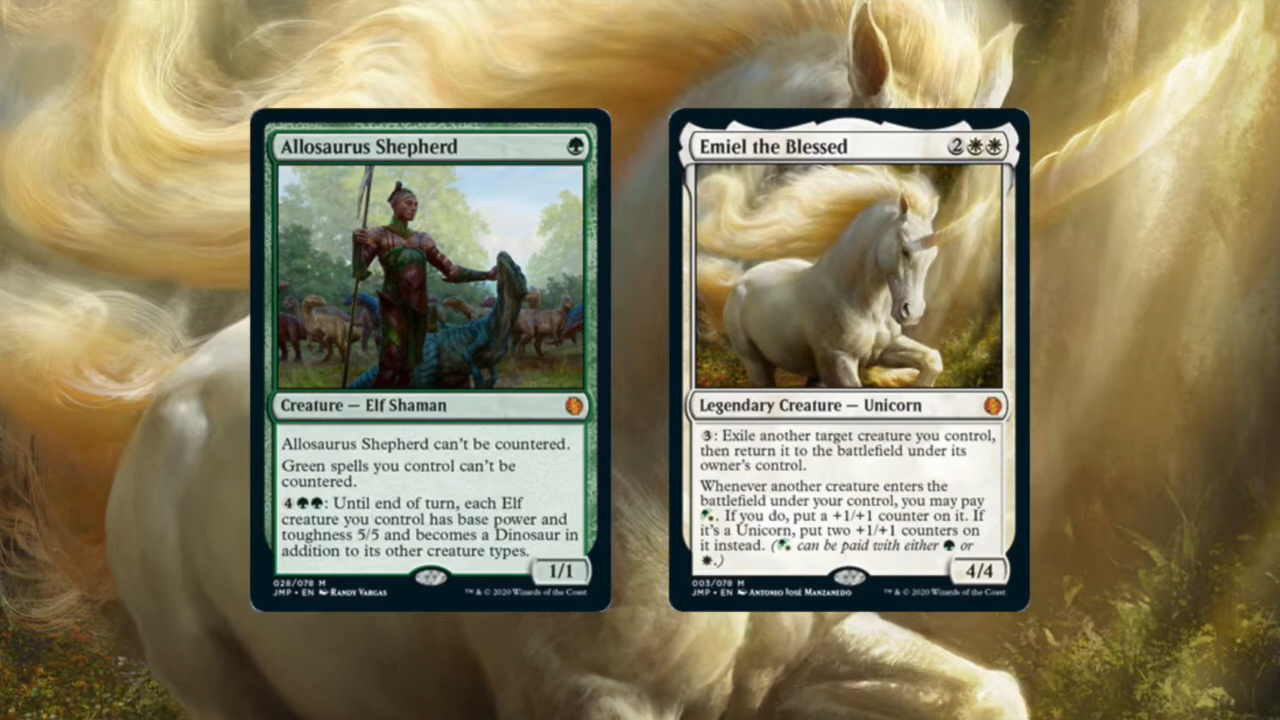 Allosaurus Shepherd
Creature — Elf Shaman
Allosaurus Shepherd can't be countered.
Green spells you control can't be
countered.
4: Until end of turn, each Elf
creature you control has base power and
toughness 5/5 and becomes a Dinosaur in
addition to its other creature types.
1/1
028/078 M
JMP • EN Randy Vargas
™ & © 2020 Wizards of the Coast
Emiel the Blessed
2
Legendary Creature — Unicorn
3: Exile another target creature you control,
then return it to the battlefield under its
owner's control.
Whenever another creature enters the
battlefield under your control, you may pay
. If you do, put a +1/+1 counter on it. If
it's a Unicorn, put two +1/+1 counters on
it instead. ( can be paid with either or
.)
4/4
003/078 M
JMP • EN Antonio José Manzanedo
™ & © 2020 Wizards of the Coast